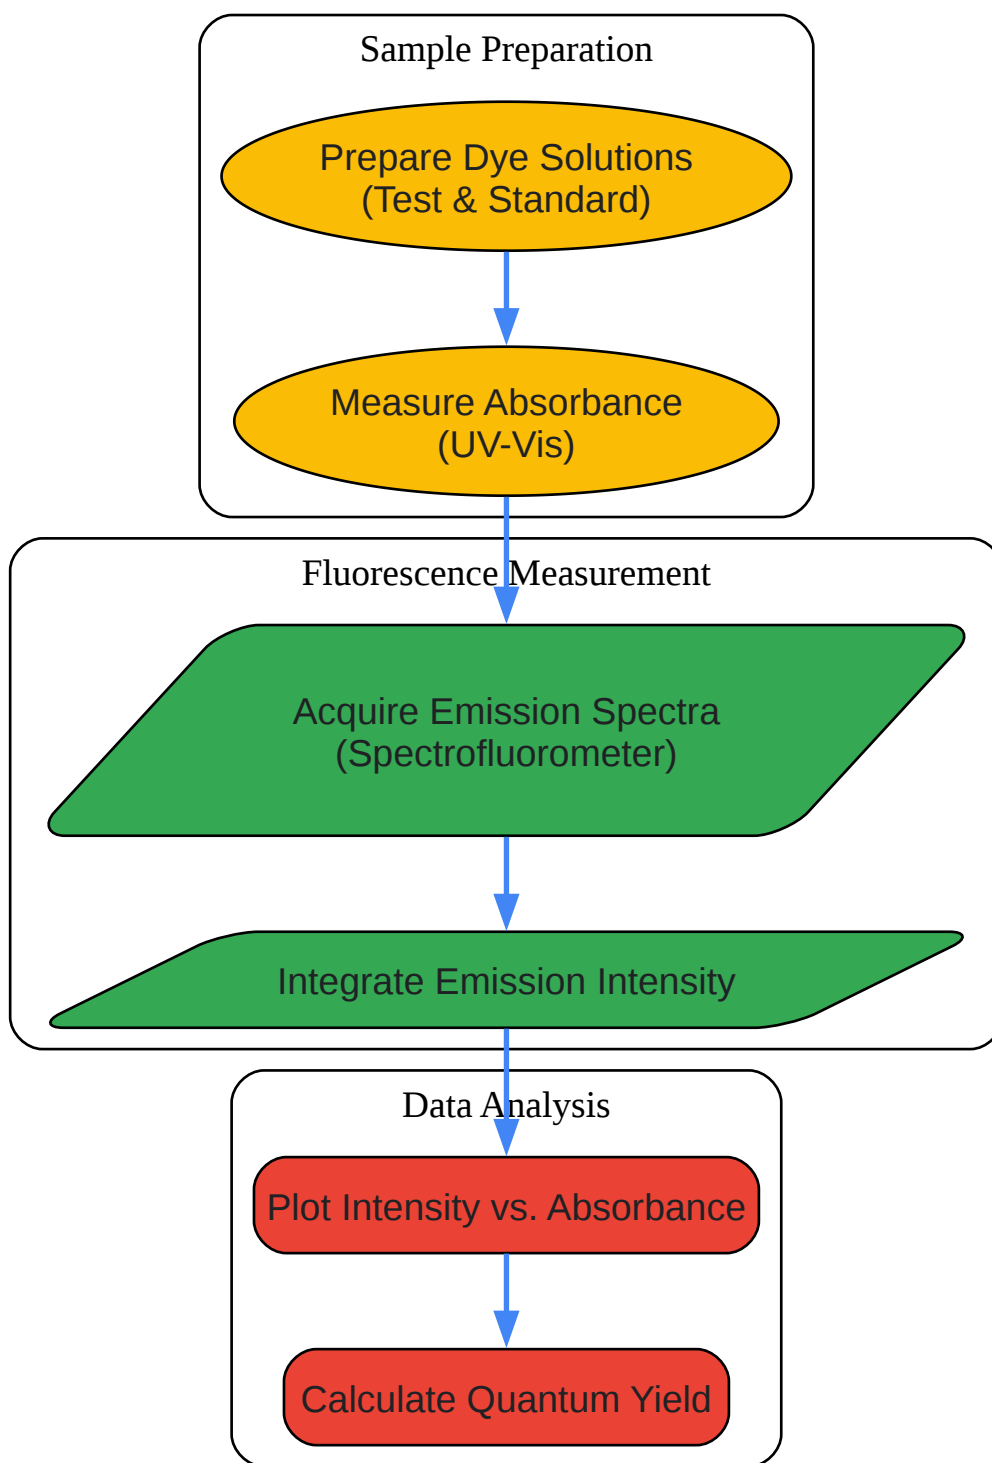 Sample Preparation
Prepare Dye Solutions
(Test & Standard)
Measure Absorbance
(UV-Vis)
Fluorescence Measurement
Acquire Emission Spectra
(Spectrofluorometer)
Integrate Emission Intensity
Data Analysis
Plot Intensity vs. Absorbance
Calculate Quantum Yield